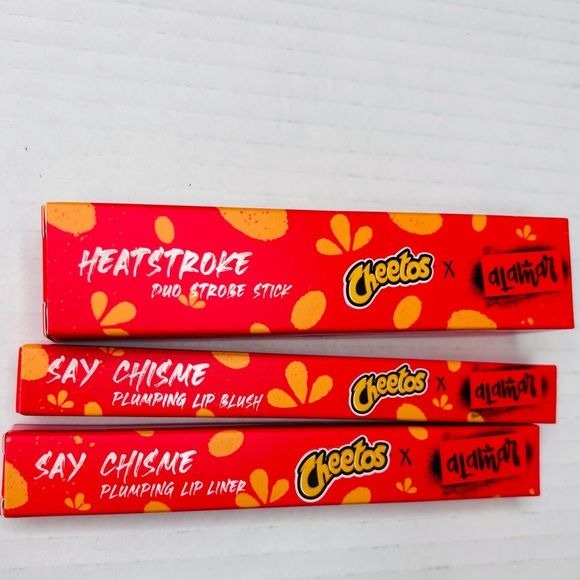 HEATSTROKE
DUO STROBE STICK
Cheetos x alamar
SAY CHISME
PLUMPING LIP BLUSH
Cheetos x alamar
SAY CHISME
PLUMPING LIP LINER
Cheetos x alamar